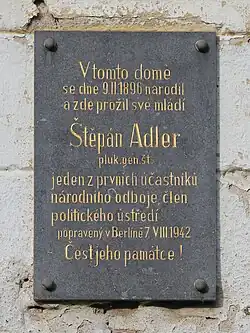 V tomto domě
se dne 9.II.1896 narodil
a zde prožil své mládí
Štěpán Adler
pluk.gen.št.
jeden z prvních účastníků
národního odboje, člen
politického ústředí
popravený v Berlíně 7.VIII.1942
Čest jeho památce!